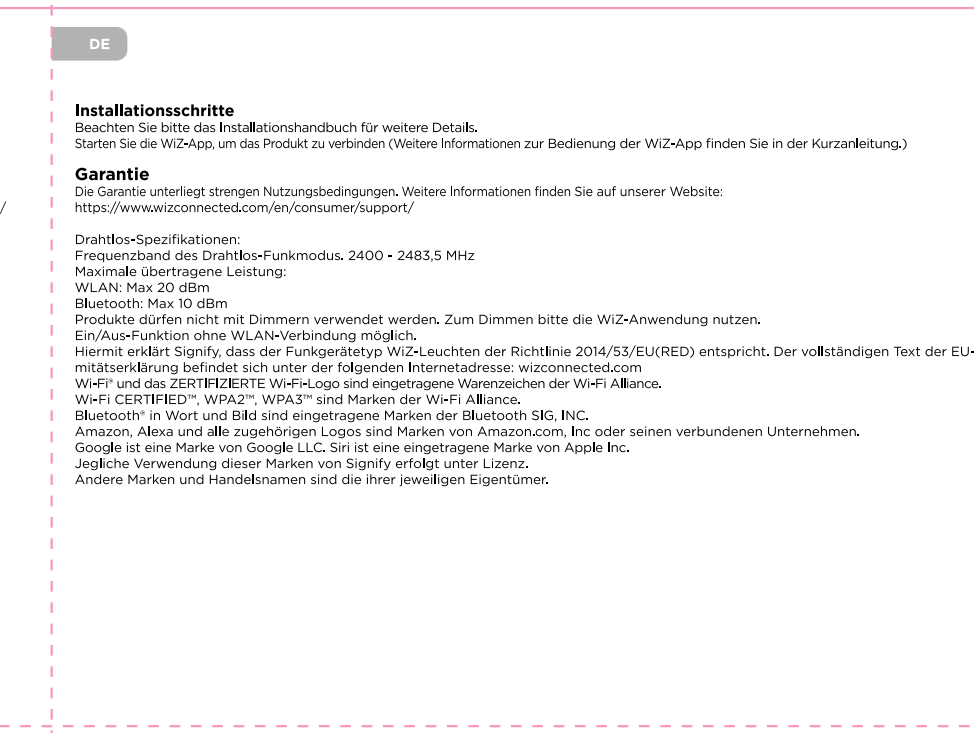 DE
Installationsschritte
Beachten Sie bitte das Installationshandbuch für weitere Details.
Starten Sie die WiZ-App, um das Produkt zu verbinden (Weitere Informationen zur Bedienung der WiZ-App finden Sie in der Kurzanleitung.)
Garantie
Die Garantie unterliegt strengen Nutzungsbedingungen. Weitere Informationen finden Sie auf unserer Website:
/
https://www.wizconnected.com/en/consumer/support/
Drahtlos-Spezifikationen:
Frequenzband des Drahtlos-Funkmodus. 2400 - 2483,5 MHz
Maximale übertragene Leistung:
WLAN: Max 20 dBm
Bluetooth: Max 10 dBm
Produkte dürfen nicht mit Dimmern verwendet werden. Zum Dimmen bitte die WiZ-Anwendung nutzen.
Ein/Aus-Funktion ohne WLAN-Verbindung möglich.
Hiermit erklärt Signify, dass der Funkgerätetyp WiZ-Leuchten der Richtlinie 2014/53/EU(RED) entspricht. Der vollständigen Text der EU-
mitätserklärung befindet sich unter der folgenden Internetadresse: wizconnected.com
Wi-Fi® und das ZERTIFIZIERTE Wi-Fi-Logo sind eingetragene Warenzeichen der Wi-Fi Alliance.
Wi-Fi CERTIFIED™, WPA2™, WPA3™ sind Marken der Wi-Fi Alliance.
Bluetooth® in Wort und Bild sind eingetragene Marken der Bluetooth SIG, INC.
Amazon, Alexa und alle zugehörigen Logos sind Marken von Amazon.com, Inc oder seinen verbundenen Unternehmen.
Google ist eine Marke von Google LLC. Siri ist eine eingetragene Marke von Apple Inc.
Jegliche Verwendung dieser Marken von Signify erfolgt unter Lizenz.
Andere Marken und Handelsnamen sind die ihrer jeweiligen Eigentümer.